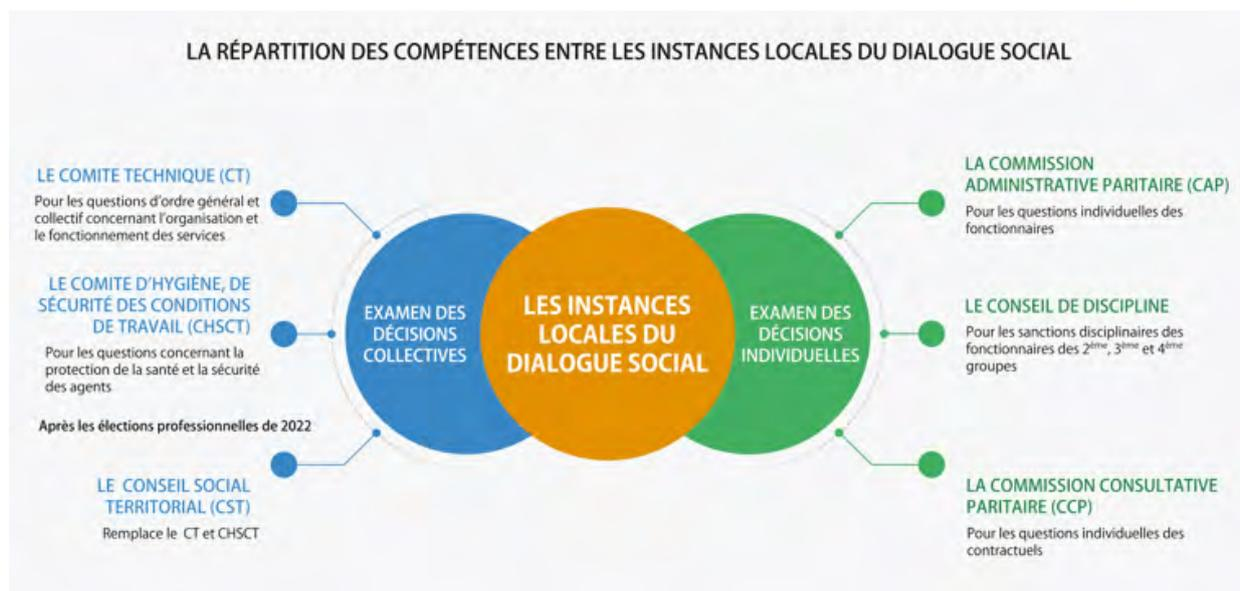 LA RÉPARTITION DES COMPÉTENCES ENTRE LES INSTANCES LOCALES DU DIALOGUE SOCIAL
LE COMITE TECHNIQUE (CT)
Pour les questions d'ordre général et
collectif concernant l'organisation et
le fonctionnement des services
LE COMITE D'HYGIÈNE, DE
SÉCURITÉ DES CONDITIONS
DE TRAVAIL (CHSCT)
Pour les questions concernant la
protection de la santé et la sécurité
des agents
Après les élections professionnelles de 2022
LE CONSEIL SOCIAL
TERRITORIAL (CST)
Remplace le CT et CHSCT
EXAMEN DES
DÉCISIONS
COLLECTIVES
LES INSTANCES
LOCALES DU
DIALOGUE SOCIAL
EXAMEN DES
DÉCISIONS
INDIVIDUELLES
LA COMMISSION
ADMINISTRATIVE PARITAIRE (CAP)
Pour les questions individuelles des
fonctionnaires
LE CONSEIL DE DISCIPLINE
Pour les sanctions disciplinaires des
fonctionnaires des 2ème, 3ème et 4ème
groupes
LA COMMISSION CONSULTATIVE
PARITAIRE (CCP)
Pour les questions individuelles des
contractuels